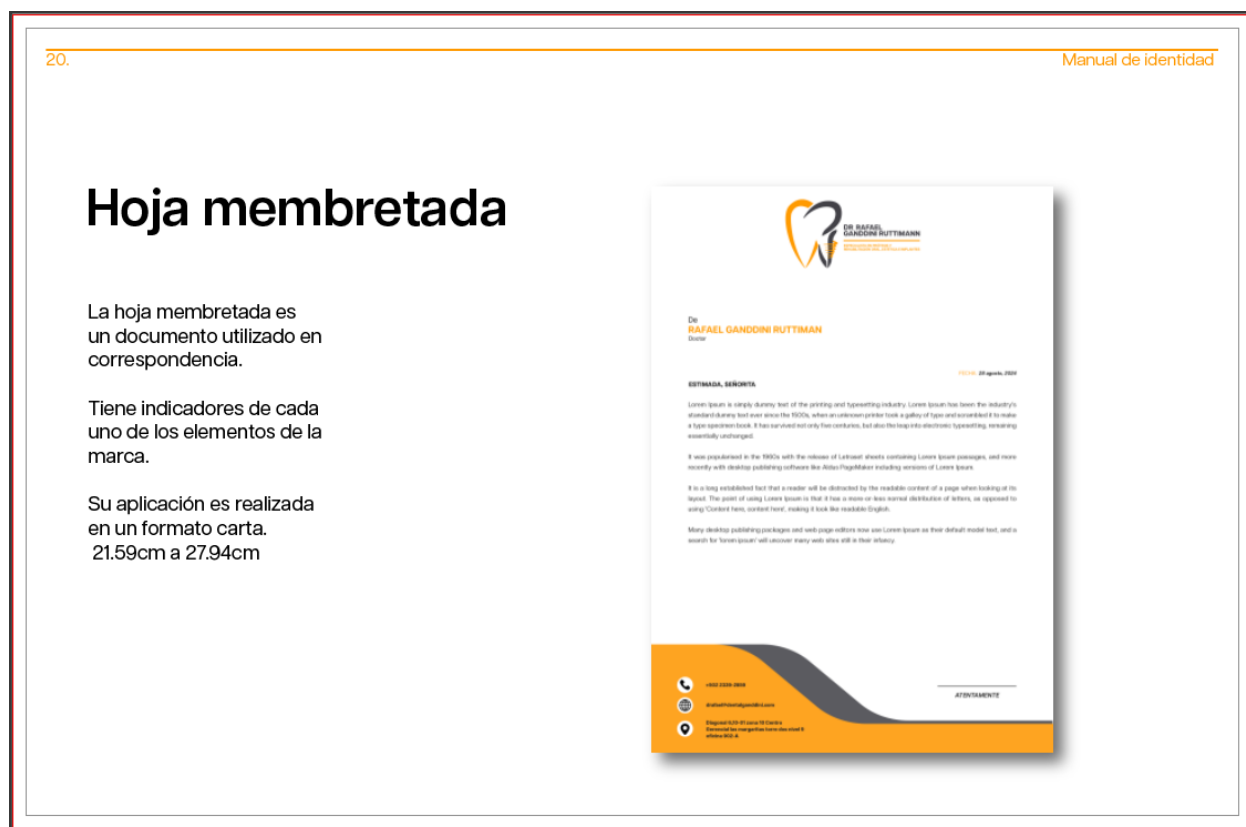 20.
Manual de identidad
Hoja membretada
La hoja membretada es
un documento utilizado en
correspondencia.
Tiene indicadores de cada
uno de los elementos de la
marca.
Su aplicación es realizada
en un formato carta.
21.59cm a 27.94cm
DR RAFAEL
GANDDINI RUTTIMANN
De
RAFAEL GANDDINI RUTTIMAN
Doctor
FECHA: 20 agosto, 2024
ESTIMADA, SEÑORITA
Lorem Ipsum is simply dummy text of the printing and typesetting industry. Lorem Ipsum has been the industry's
standard dummy text ever since the 1500s, when an unknown printer took a galley of type and scrambled it to make
a type specimen book. It has survived not only five centuries, but also the leap into electronic typesetting, remaining
essentially unchanged.
It was popularised in the 1960s with the release of Letraset sheets containing Lorem Ipsum passages, and more
recently with desktop publishing software like Aldus PageMaker including versions of Lorem Ipsum.
It is a long established fact that a reader will be distracted by the readable content of a page when looking at its
layout. The point of using Lorem Ipsum is that it has a more-or-less normal distribution of letters, as opposed to
using 'Content here, content here', making it look like readable English.
Many desktop publishing packages and web page editors now use Lorem Ipsum as their default model text, and a
search for 'lorem ipsum' will uncover many web sites still in their infancy.
ATENTAMENTE